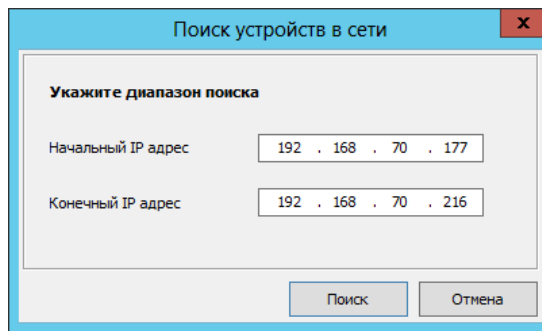 Поиск устройств в сети
x
Укажите диапазон поиска
Начальный IP адрес 192 . 168 . 70 . 177
Конечный IP адрес 192 . 168 . 70 . 216
Поиск Отмена